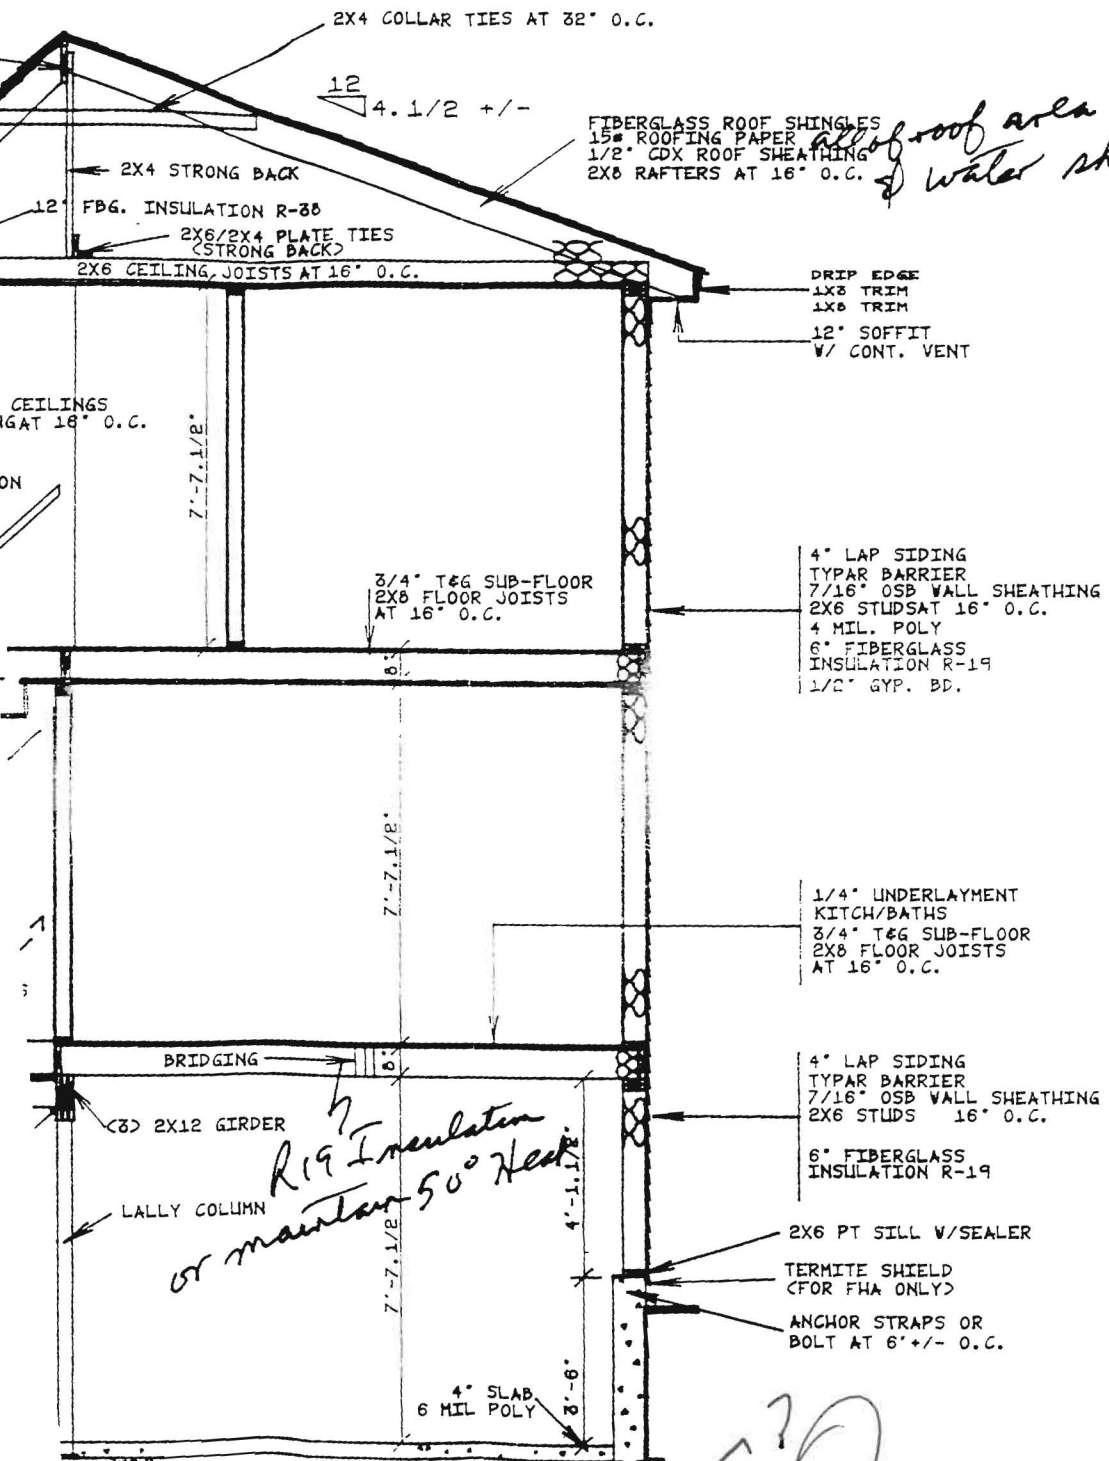 2X4 COLLAR TIES AT 32" O.C.
12
4.1/2 +/-
FIBERGLASS ROOF SHINGLES
15# ROOFING PAPER
1/2" CDX ROOF SHEATHING
2X8 RAFTERS AT 16" O.C.
all of roof area
& water
2X4 STRONG BACK
12" FBG. INSULATION R-38
2X6/2X4 PLATE TIES
(STRONG BACK)
2X6 CEILING JOISTS AT 16" O.C.
DRIP EDGE
1X3 TRIM
1X8 TRIM
12" SOFFIT
W/ CONT. VENT
CEILINGS
AT 16" O.C.
ON
7'-7.1/2"
3/4" T&G SUB-FLOOR
2X8 FLOOR JOISTS
AT 16" O.C.
4" LAP SIDING
TYPAR BARRIER
7/16" OSB WALL SHEATHING
2X6 STUDSAT 16" O.C.
4 MIL. POLY
6" FIBERGLASS
INSULATION R-19
1/2" GYP. BD.
8"
7'-7.1/2"
1/4" UNDERLAYMENT
KITCH/BATHS
3/4" T&G SUB-FLOOR
2X8 FLOOR JOISTS
AT 16" O.C.
BRIDGING
8"
(3) 2X12 GIRDER
R19 Insulation
or maintain 50° Heat
4" LAP SIDING
TYPAR BARRIER
7/16" OSB WALL SHEATHING
2X6 STUDS 16" O.C.
6" FIBERGLASS
INSULATION R-19
4'-1.1/2"
LALLY COLUMN
7'-7.1/2"
2X6 PT SILL W/SEALER
TERMITE SHIELD
(FOR FHA ONLY)
ANCHOR STRAPS OR
BOLT AT 6'+/- O.C.
3'-6"
4" SLAB
6 MIL POLY